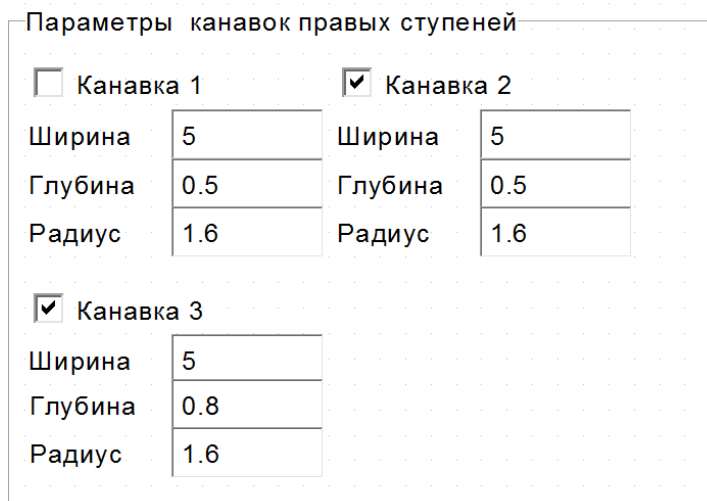 Параметры канавок правых ступеней
Канавка 1 Канавка 2
Ширина 5 Ширина 5
Глубина 0.5 Глубина 0.5
Радиус 1.6 Радиус 1.6
Канавка 3
Ширина 5
Глубина 0.8
Радиус 1.6